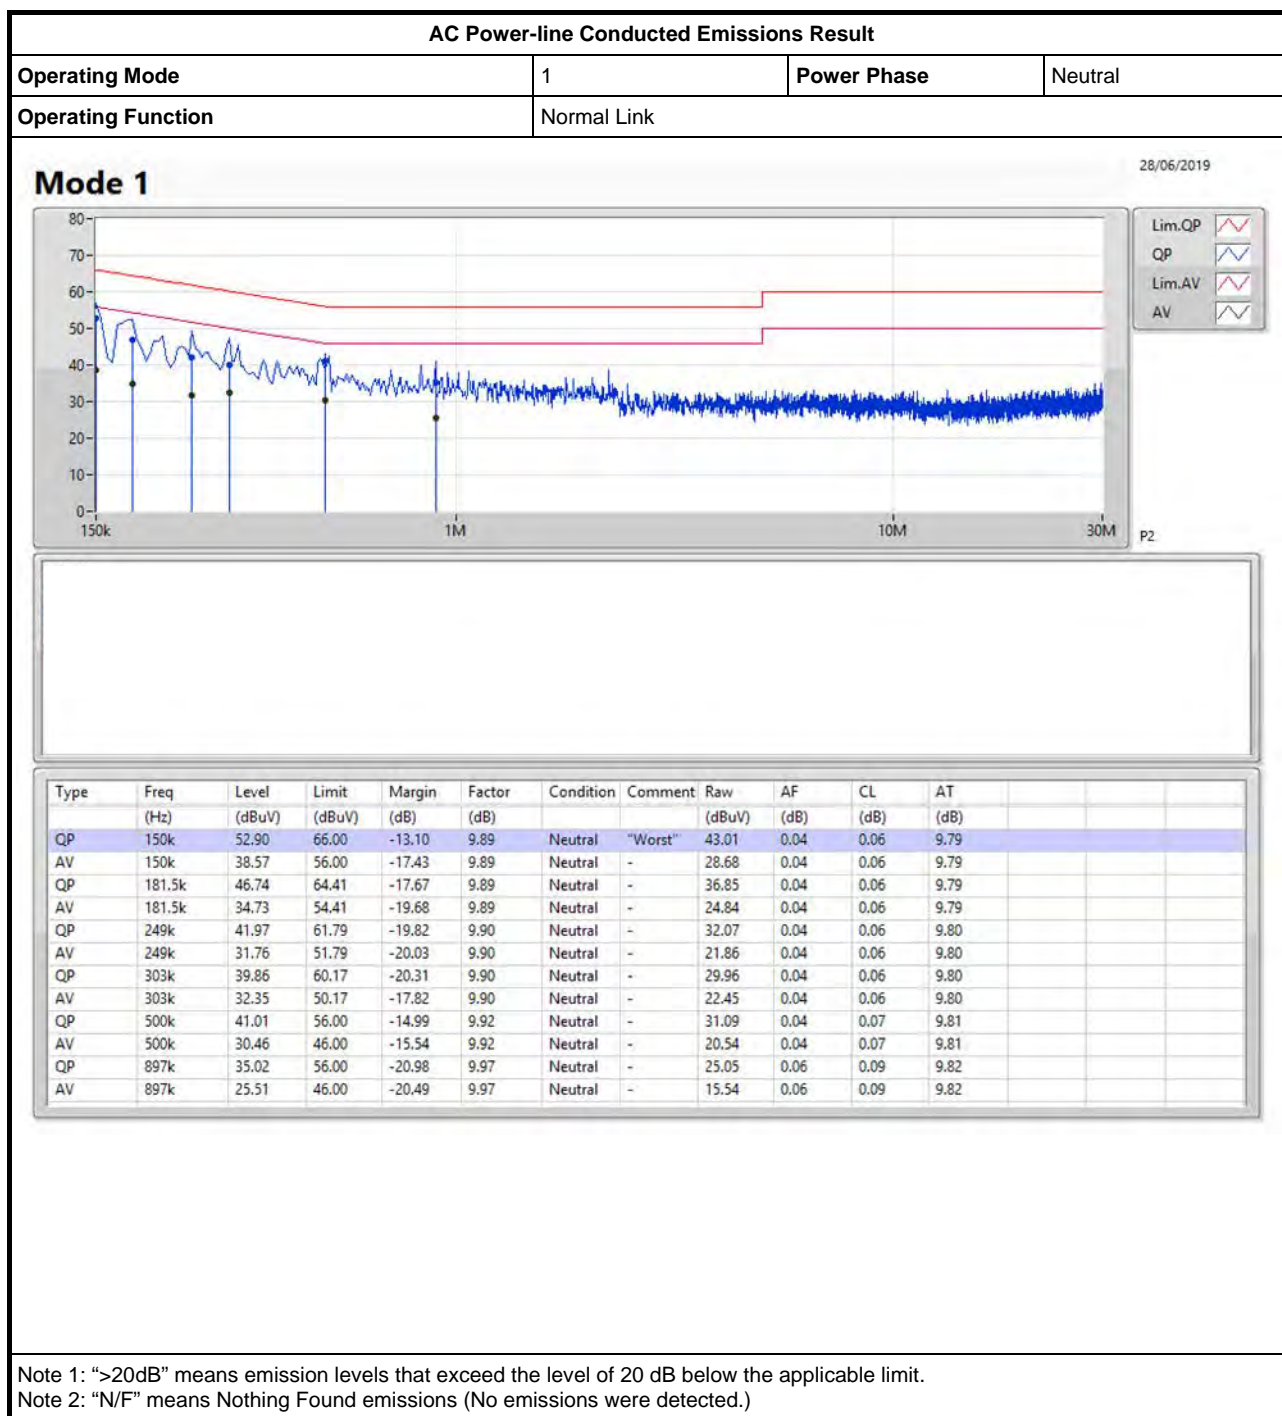 AC Power-line Conducted Emissions Result
Operating Mode 1 Power Phase Neutral
Operating Function Normal Link
28/06/2019
Mode 1
80
70
60
50
40
30
20
10
0
150k 1M 10M 30M
Lim.QP
QP
Lim.AV
AV
P2
Type Freq Level Limit Margin Factor Condition Comment Raw AF CL AT
(Hz) (dBuV) (dBuV) (dB) (dB) (dBuV) (dB) (dB) (dB)
QP 150k 52.90 66.00 -13.10 9.89 Neutral "Worst" 43.01 0.04 0.06 9.79
AV 150k 38.57 56.00 -17.43 9.89 Neutral - 28.68 0.04 0.06 9.79
QP 181.5k 46.74 64.41 -17.67 9.89 Neutral - 36.85 0.04 0.06 9.79
AV 181.5k 34.73 54.41 -19.68 9.89 Neutral - 24.84 0.04 0.06 9.79
QP 249k 41.97 61.79 -19.82 9.90 Neutral - 32.07 0.04 0.06 9.80
AV 249k 31.76 51.79 -20.03 9.90 Neutral - 21.86 0.04 0.06 9.80
QP 303k 39.86 60.17 -20.31 9.90 Neutral - 29.96 0.04 0.06 9.80
AV 303k 32.35 50.17 -17.82 9.90 Neutral - 22.45 0.04 0.06 9.80
QP 500k 41.01 56.00 -14.99 9.92 Neutral - 31.09 0.04 0.07 9.81
AV 500k 30.46 46.00 -15.54 9.92 Neutral - 20.54 0.04 0.07 9.81
QP 897k 35.02 56.00 -20.98 9.97 Neutral - 25.05 0.06 0.09 9.82
AV 897k 25.51 46.00 -20.49 9.97 Neutral - 15.54 0.06 0.09 9.82
Note 1: “>20dB” means emission levels that exceed the level of 20 dB below the applicable limit.
Note 2: “N/F” means Nothing Found emissions (No emissions were detected.)